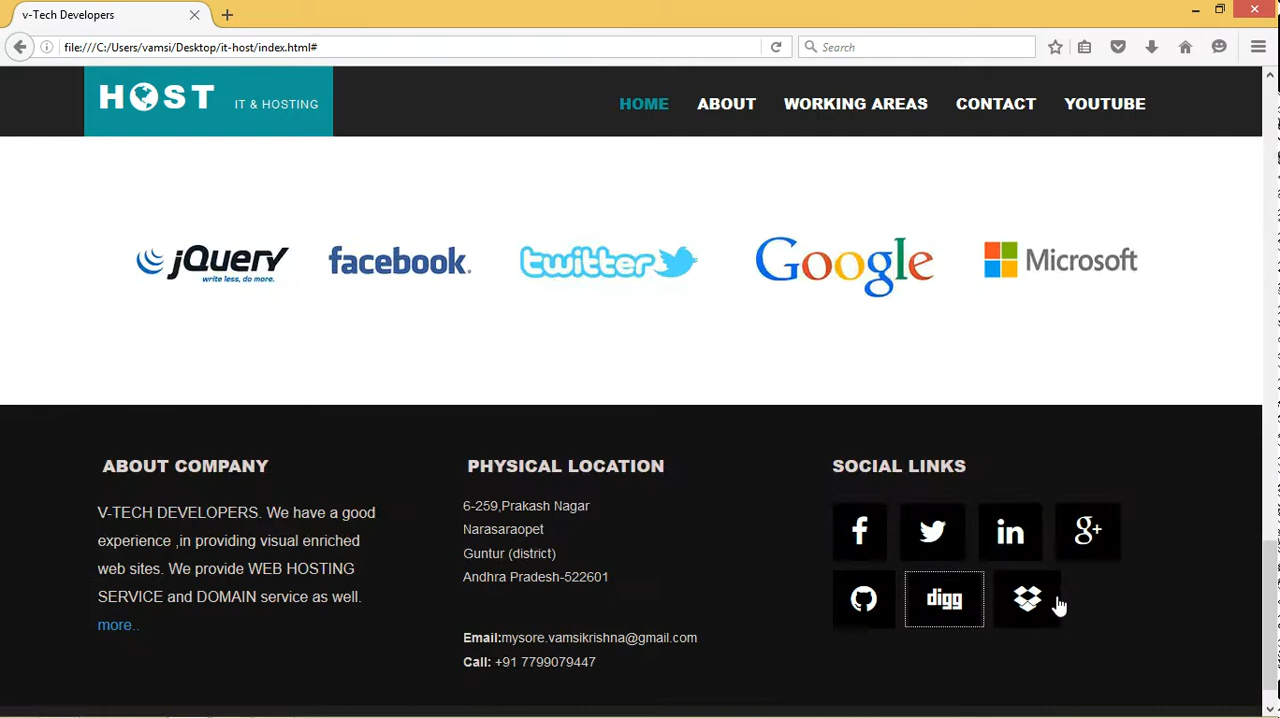 v-Tech Developers
file:///C:/Users/vamsi/Desktop/it-host/index.html#
Search
HOST IT & HOSTING
HOME ABOUT WORKING AREAS CONTACT YOUTUBE
jQuery
write less, do more.
facebook.
twitter
Google
Microsoft
ABOUT COMPANY
V-TECH DEVELOPERS. We have a good
experience ,in providing visual enriched
web sites. We provide WEB HOSTING
SERVICE and DOMAIN service as well.
more..
PHYSICAL LOCATION
6-259,Prakash Nagar
Narasaraopet
Guntur (district)
Andhra Pradesh-522601
Email:mysore.vamsikrishna@gmail.com
Call: +91 7799079447
SOCIAL LINKS
f in g+
digg